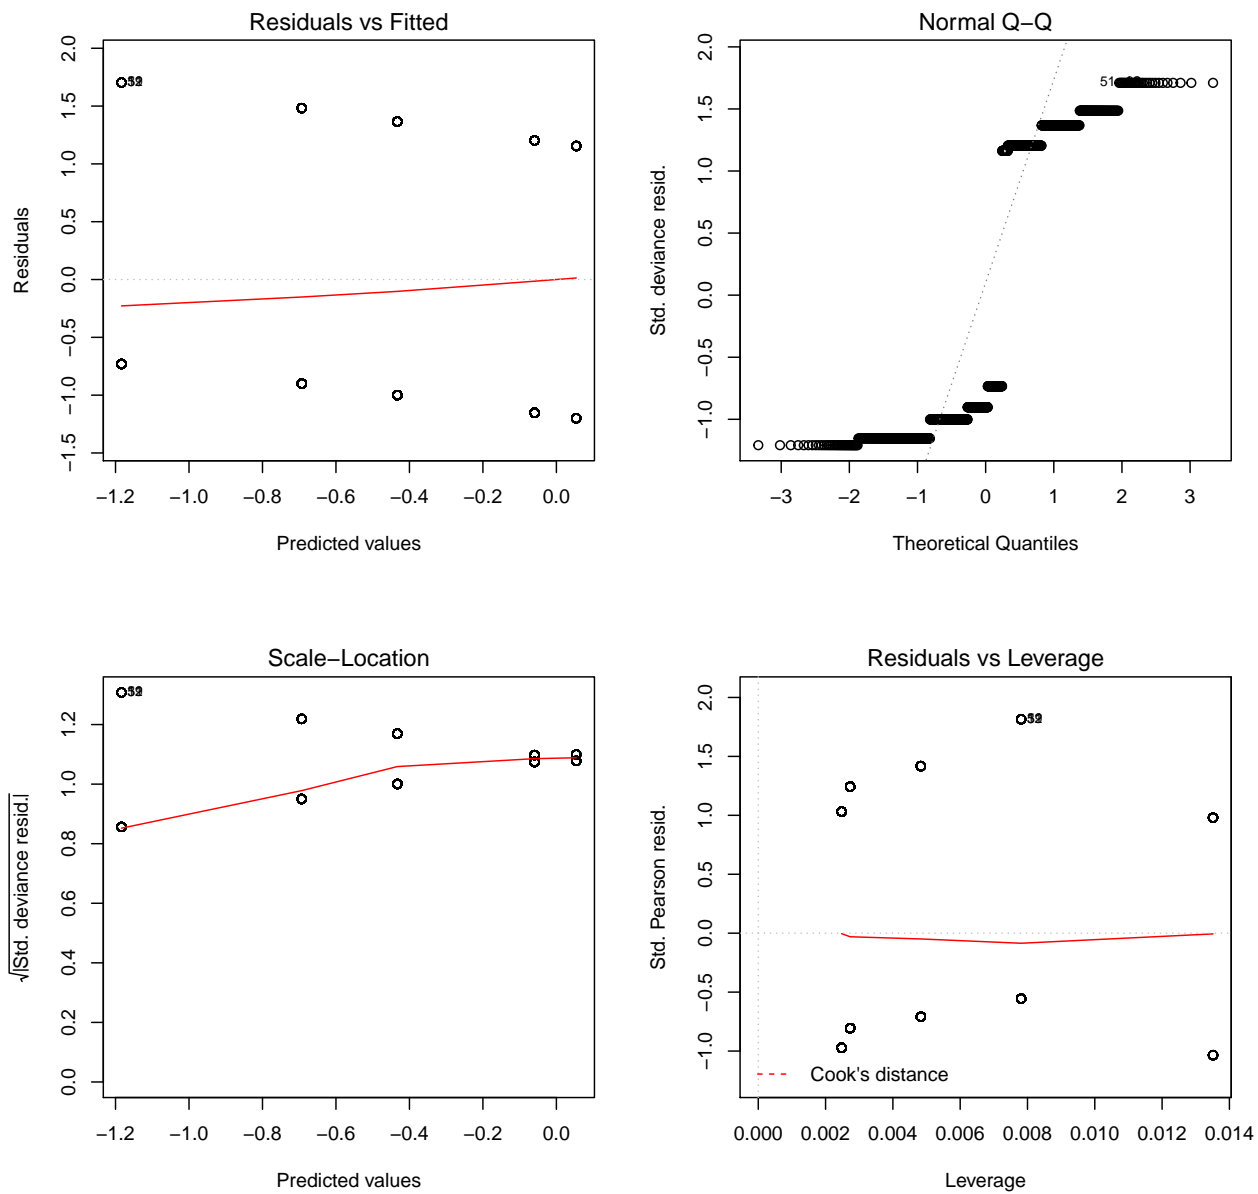 Residuals vs Fitted
2.0
1.5
1.0
0.5
0.0
−0.5
−1.0
−1.5
Residuals
−1.2 −1.0 −0.8 −0.6 −0.4 −0.2 0.0
Predicted values
Normal Q−Q
51
2.0
1.5
1.0
0.5
0.0
−0.5
−1.0
Std. deviance resid.
−3 −2 −1 0 1 2 3
Theoretical Quantiles
Scale−Location
1.2
1.0
0.8
0.6
0.4
0.2
0.0
√|Std. deviance resid.|
−1.2 −1.0 −0.8 −0.6 −0.4 −0.2 0.0
Predicted values
Residuals vs Leverage
2.0
1.5
1.0
0.5
0.0
−0.5
−1.0
Std. Pearson resid.
Cook's distance
0.000 0.002 0.004 0.006 0.008 0.010 0.012 0.014
Leverage